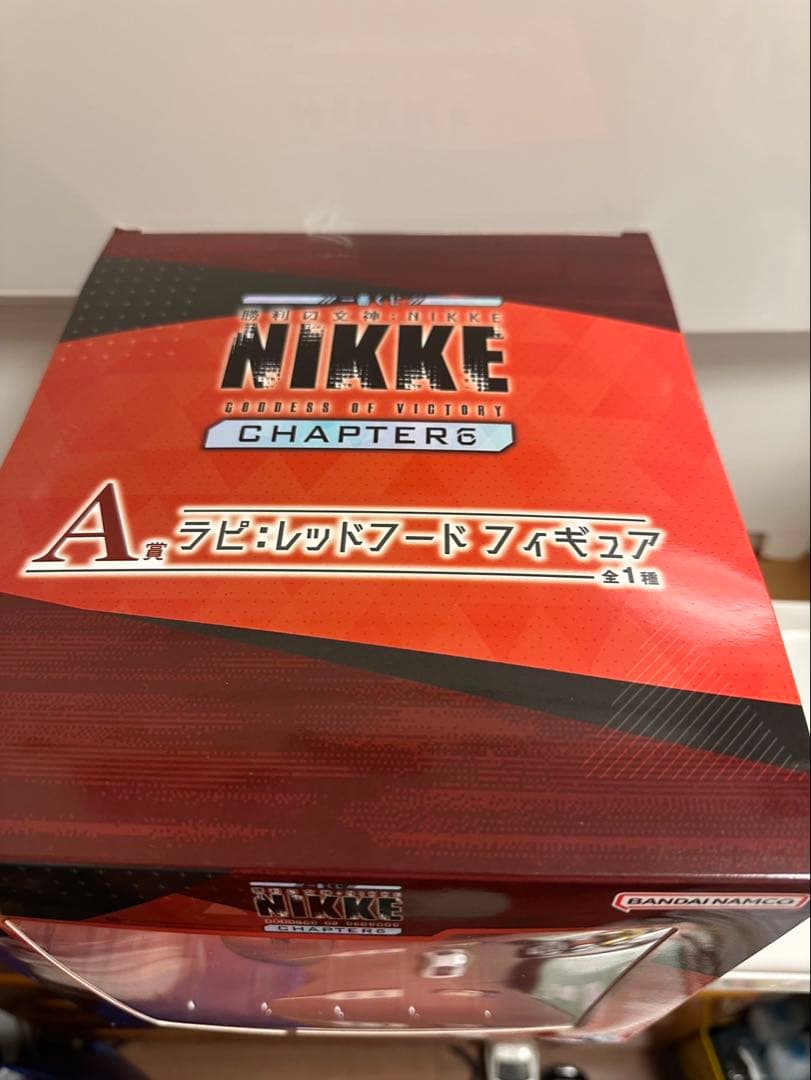 一番くじ
勝利の女神:NIKKE
NIKKE
GODDESS OF VICTORY
CHAPTER6
A賞 ラピ:レッドフード フィギュア
全1種
NIKKE
CHAPTER6
BANDAI NAMCO